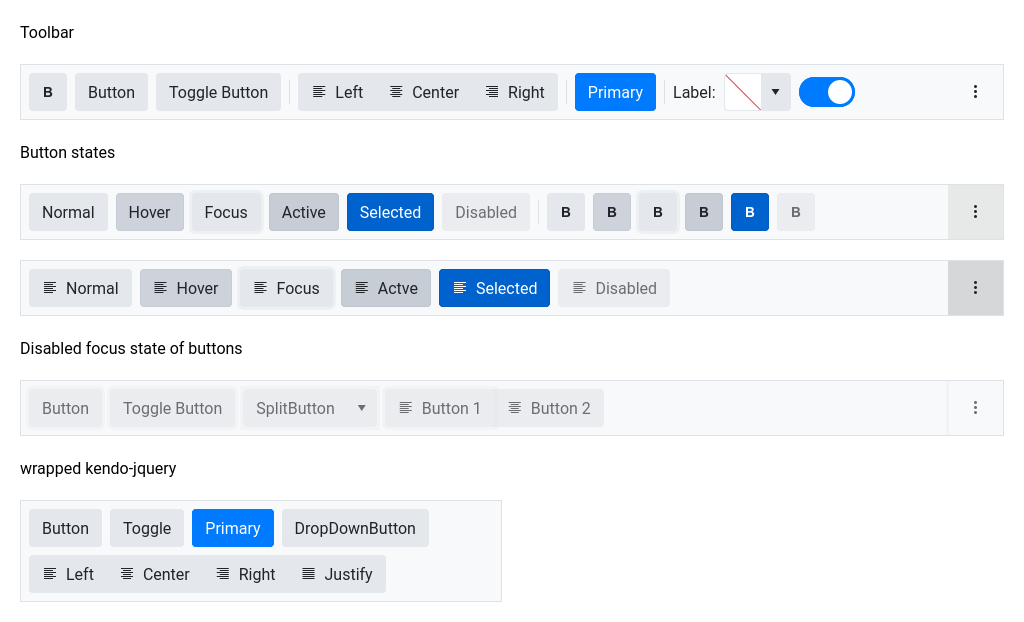 Toolbar
B Button Toggle Button Left Center Right Primary Label:
Button states
Normal Hover Focus Active Selected Disabled B B B B B B
Normal Hover Focus Actve Selected Disabled
Disabled focus state of buttons
Button Toggle Button SplitButton Button 1 Button 2
wrapped kendo-jquery
Button Toggle Primary DropDownButton
Left Center Right Justify